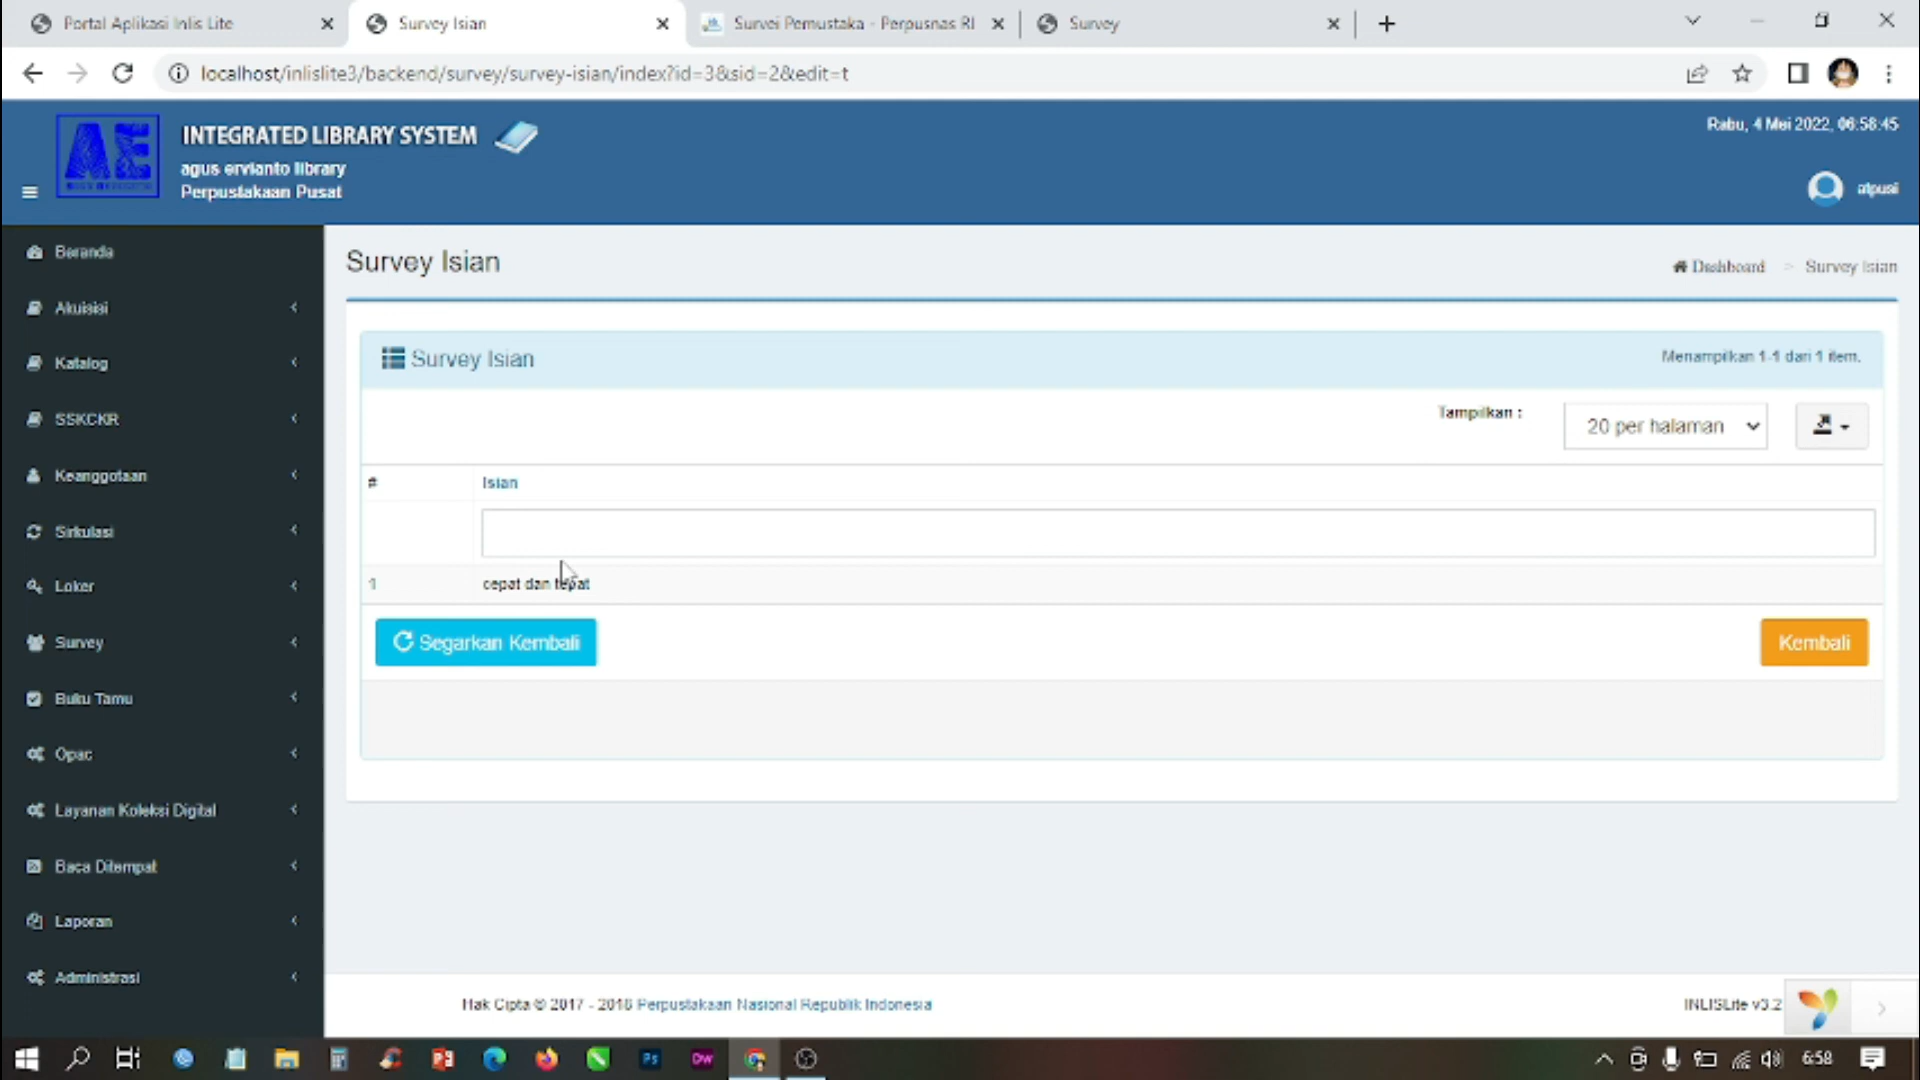 Portal Aplikasi Inlis Lite
Survey Isian
Survei Pemustaka - Perpusnas RI
Survey
localhost/inlislite3/backend/survey/survey-isian/index?id=3&sid=2&edit=t
AE
INTEGRATED LIBRARY SYSTEM
agus ervianto library
Perpustakaan Pusat
Rabu, 4 Mei 2022, 06:58:45
atpusi
Beranda
Akuisisi
Katalog
SSKCKR
Keanggotaan
Sirkulasi
Loker
Survey
Buku Tamu
Opac
Layanan Koleksi Digital
Baca Ditempat
Laporan
Administrasi
Survey Isian
Dashboard > Survey Isian
Survey Isian
Menampilkan 1-1 dari 1 item.
Tampilkan :
20 per halaman
# Isian
1 cepat dan tepat
Segarkan Kembali
Kembali
Hak Cipta © 2017 - 2018 Perpustakaan Nasional Republik Indonesia
INLISLite v3.2
Ps
Dw
6:58